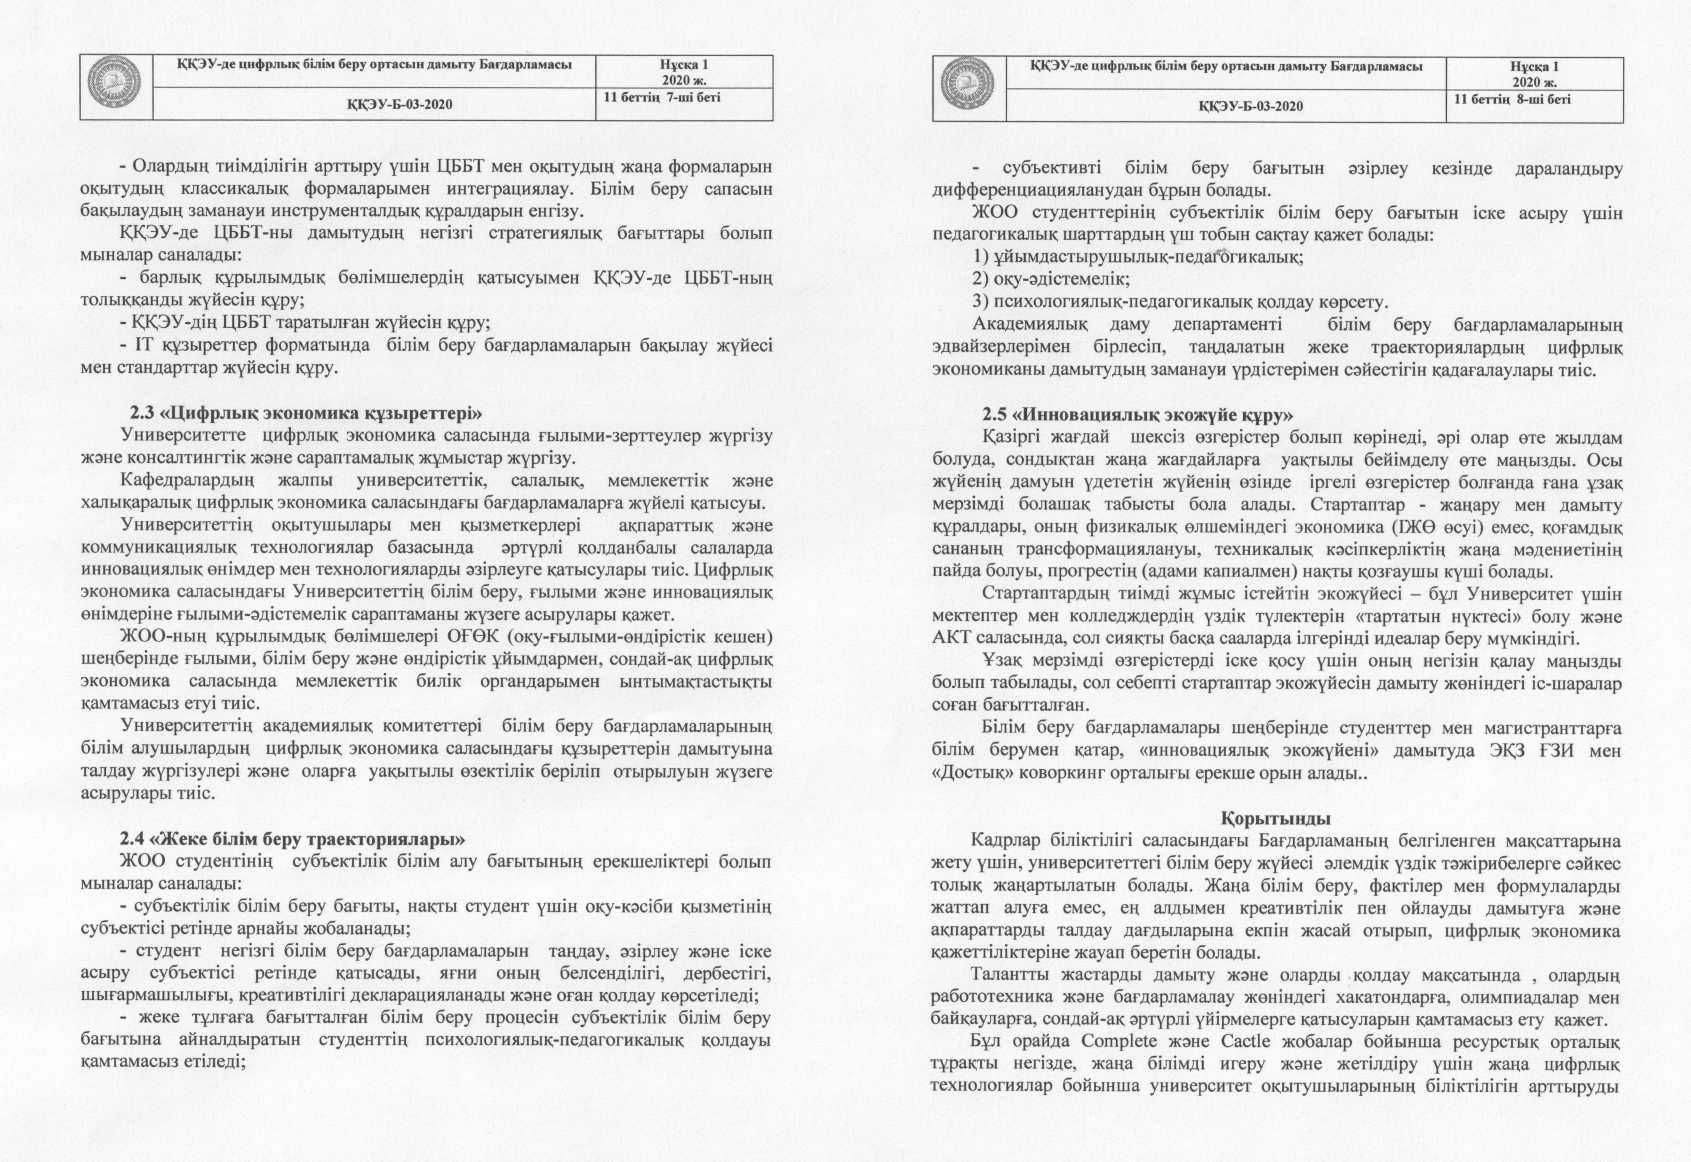 ҚҚЭУ-де цифрлық білім беру ортасын дамыту Бағдарламасы
Нұсқа 1
2020 ж.
ҚҚЭУ-Б-03-2020
11 беттің 7-ші беті
- Олардың тиімділігін арттыру үшін ЦББТ мен оқытудың жаңа формаларын
оқытудың классикалық формаларымен интеграциялау. Білім беру сапасын
бақылаудың заманауи инструменталдық құралдарын енгізу.
ҚҚЭУ-де ЦББТ-ны дамытудың негізгі стратегиялық бағыттары болып
мыналар саналады:
- барлық құрылымдық бөлімшелердің қатысуымен ҚҚЭУ-де ЦББТ-ның
толыққанды жүйесін құру;
- ҚҚЭУ-дің ЦББТ таратылған жүйесін құру;
- IT құзыреттер форматында білім беру бағдарламаларын бақылау жүйесі
мен стандарттар жүйесін құру.
2.3 «Цифрлық экономика құзыреттері»
Университетте цифрлық экономика саласында ғылыми-зерттеулер жүргізу
және консалтингтік және сараптамалық жұмыстар жүргізу.
Кафедралардың жалпы университеттік, салалық, мемлекеттік және
халықаралық цифрлық экономика саласындағы бағдарламаларға жүйелі қатысуы.
Университеттің оқытушылары мен қызметкерлері ақпараттық және
коммуникациялық технологиялар базасында әртүрлі қолданбалы салаларда
инновациялық өнімдер мен технологияларды әзірлеуге қатысулары тиіс. Цифрлық
экономика саласындағы Университеттің білім беру, ғылыми және инновациялық
өнімдеріне ғылыми-әдістемелік сараптаманы жүзеге асырулары қажет.
ЖОО-ның құрылымдық бөлімшелері ОҒӨК (оқу-ғылыми-өндірістік кешен)
шеңберінде ғылыми, білім беру және өндірістік ұйымдармен, сондай-ақ цифрлық
экономика саласында мемлекеттік билік органдарымен ынтымақтастықты
қамтамасыз етуі тиіс.
Университеттің академиялық комитеттері білім беру бағдарламаларының
білім алушылардың цифрлық экономика саласындағы құзыреттерін дамытуына
талдау жүргізулері және оларға уақытылы өзектілік беріліп отырылуын жүзеге
асырулары тиіс.
2.4 «Жеке білім беру траекториялары»
ЖОО студентінің субъектілік білім алу бағытының ерекшеліктері болып
мыналар саналады:
- субъектілік білім беру бағыты, нақты студент үшін оқу-кәсіби қызметінің
субъектісі ретінде арнайы жобаланады;
- студент негізгі білім беру бағдарламаларын таңдау, әзірлеу және іске
асыру субъектісі ретінде қатысады, яғни оның белсенділігі, дербестігі,
шығармашылығы, креативтілігі декларацияланады және оған қолдау көрсетіледі;
- жеке тұлғаға бағытталған білім беру процесін субъектілік білім беру
бағытына айналдыратын студенттің психологиялық-педагогикалық қолдауы
қамтамасыз етіледі;
ҚҚЭУ-де цифрлық білім беру ортасын дамыту Бағдарламасы
Нұсқа 1
2020 ж.
ҚҚЭУ-Б-03-2020
11 беттің 8-ші беті
- субъективті білім беру бағытын әзірлеу кезінде дараландыру
дифференциацияланудан бұрын болады.
ЖОО студенттерінің субъектілік білім беру бағытын іске асыру үшін
педагогикалық шарттардың үш тобын сақтау қажет болады:
1) ұйымдастырушылық-педагогикалық;
2) оқу-әдістемелік;
3) психологиялық-педагогикалық қолдау көрсету.
Академиялық даму департаменті білім беру бағдарламаларының
эдвайзерлерімен бірлесіп, таңдалатын жеке траекториялардың цифрлық
экономиканы дамытудың заманауи үрдістерімен сәйестігін қадағалаулары тиіс.
2.5 «Инновациялық экожүйе құру»
Қазіргі жағдай шексіз өзгерістер болып көрінеді, әрі олар өте жылдам
болуда, сондықтан жаңа жағдайларға уақтылы бейімделу өте маңызды. Осы
жүйенің дамуын үдететін жүйенің өзінде іргелі өзгерістер болғанда ғана ұзақ
мерзімді болашақ табысты бола алады. Стартаптар - жаңару мен дамыту
құралдары, оның физикалық өлшеміндегі экономика (ІЖӨ өсуі) емес, қоғамдық
сананың трансформациялануы, техникалық кәсіпкерліктің жаңа мәдениетінің
пайда болуы, прогрестің (адами капиалмен) нақты қозғаушы күші болады.
Стартаптардың тиімді жұмыс істейтін экожүйесі – бұл Университет үшін
мектептер мен колледждердің үздік түлектерін «тартатын нүктесі» болу және
АКТ саласында, сол сияқты басқа сааларда ілгерінді идеалар беру мүмкіндігі.
Ұзақ мерзімді өзгерістерді іске қосу үшін оның негізін қалау маңызды
болып табылады, сол себепті стартаптар экожүйесін дамыту жөніндегі іс-шаралар
соған бағытталған.
Білім беру бағдарламалары шеңберінде студенттер мен магистранттарға
білім берумен қатар, «инновациялық экожүйені» дамытуда ЭҚЗ ҒЗИ мен
«Достық» коворкинг орталығы ерекше орын алады..
Қорытынды
Кадрлар біліктілігі саласындағы Бағдарламаның белгіленген мақсаттарына
жету үшін, университеттегі білім беру жүйесі әлемдік үздік тәжірибелерге сәйкес
толық жаңартылатын болады. Жаңа білім беру, фактілер мен формулаларды
жаттап алуға емес, ең алдымен креативтілік пен ойлауды дамытуға және
ақпараттарды талдау дағдыларына екпін жасай отырып, цифрлық экономика
қажеттіліктеріне жауап беретін болады.
Талантты жастарды дамыту және оларды қолдау мақсатында , олардың
работотехника және бағдарламалау жөніндегі хакатондарға, олимпиадалар мен
байқауларға, сондай-ақ әртүрлі үйірмелерге қатысуларын қамтамасыз ету қажет.
Бұл орайда Complete және Cactle жобалар бойынша ресурстық орталық
тұрақты негізде, жаңа білімді игеру және жетілдіру үшін жаңа цифрлық
технологиялар бойынша университет оқытушыларының біліктілігін арттыруды